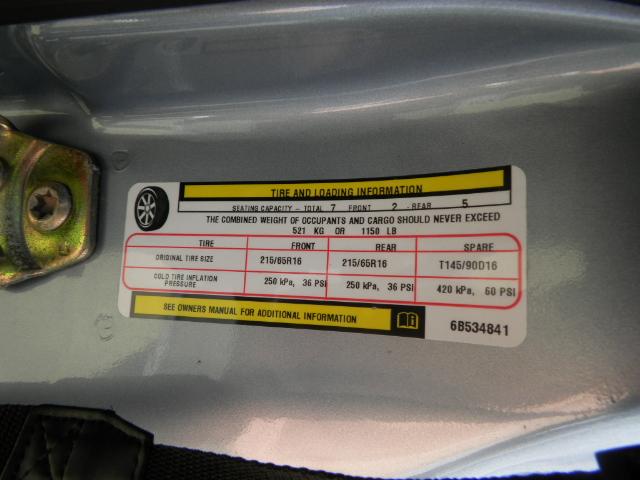 TIRE AND LOADING INFORMATION
SEATING CAPACITY - TOTAL 7 FRONT 2 - REAR 5
THE COMBINED WEIGHT OF OCCUPANTS AND CARGO SHOULD NEVER EXCEED
521 KG OR 1150 LB
TIRE FRONT REAR SPARE
ORIGINAL TIRE SIZE 215/65R16 215/65R16 T145/90D16
COLD TIRE INFLATION PRESSURE 250 kPa, 36 PSI 250 kPa, 36 PSI 420 kPa, 60 PSI
SEE OWNERS MANUAL FOR ADDITIONAL INFORMATION
6B534841